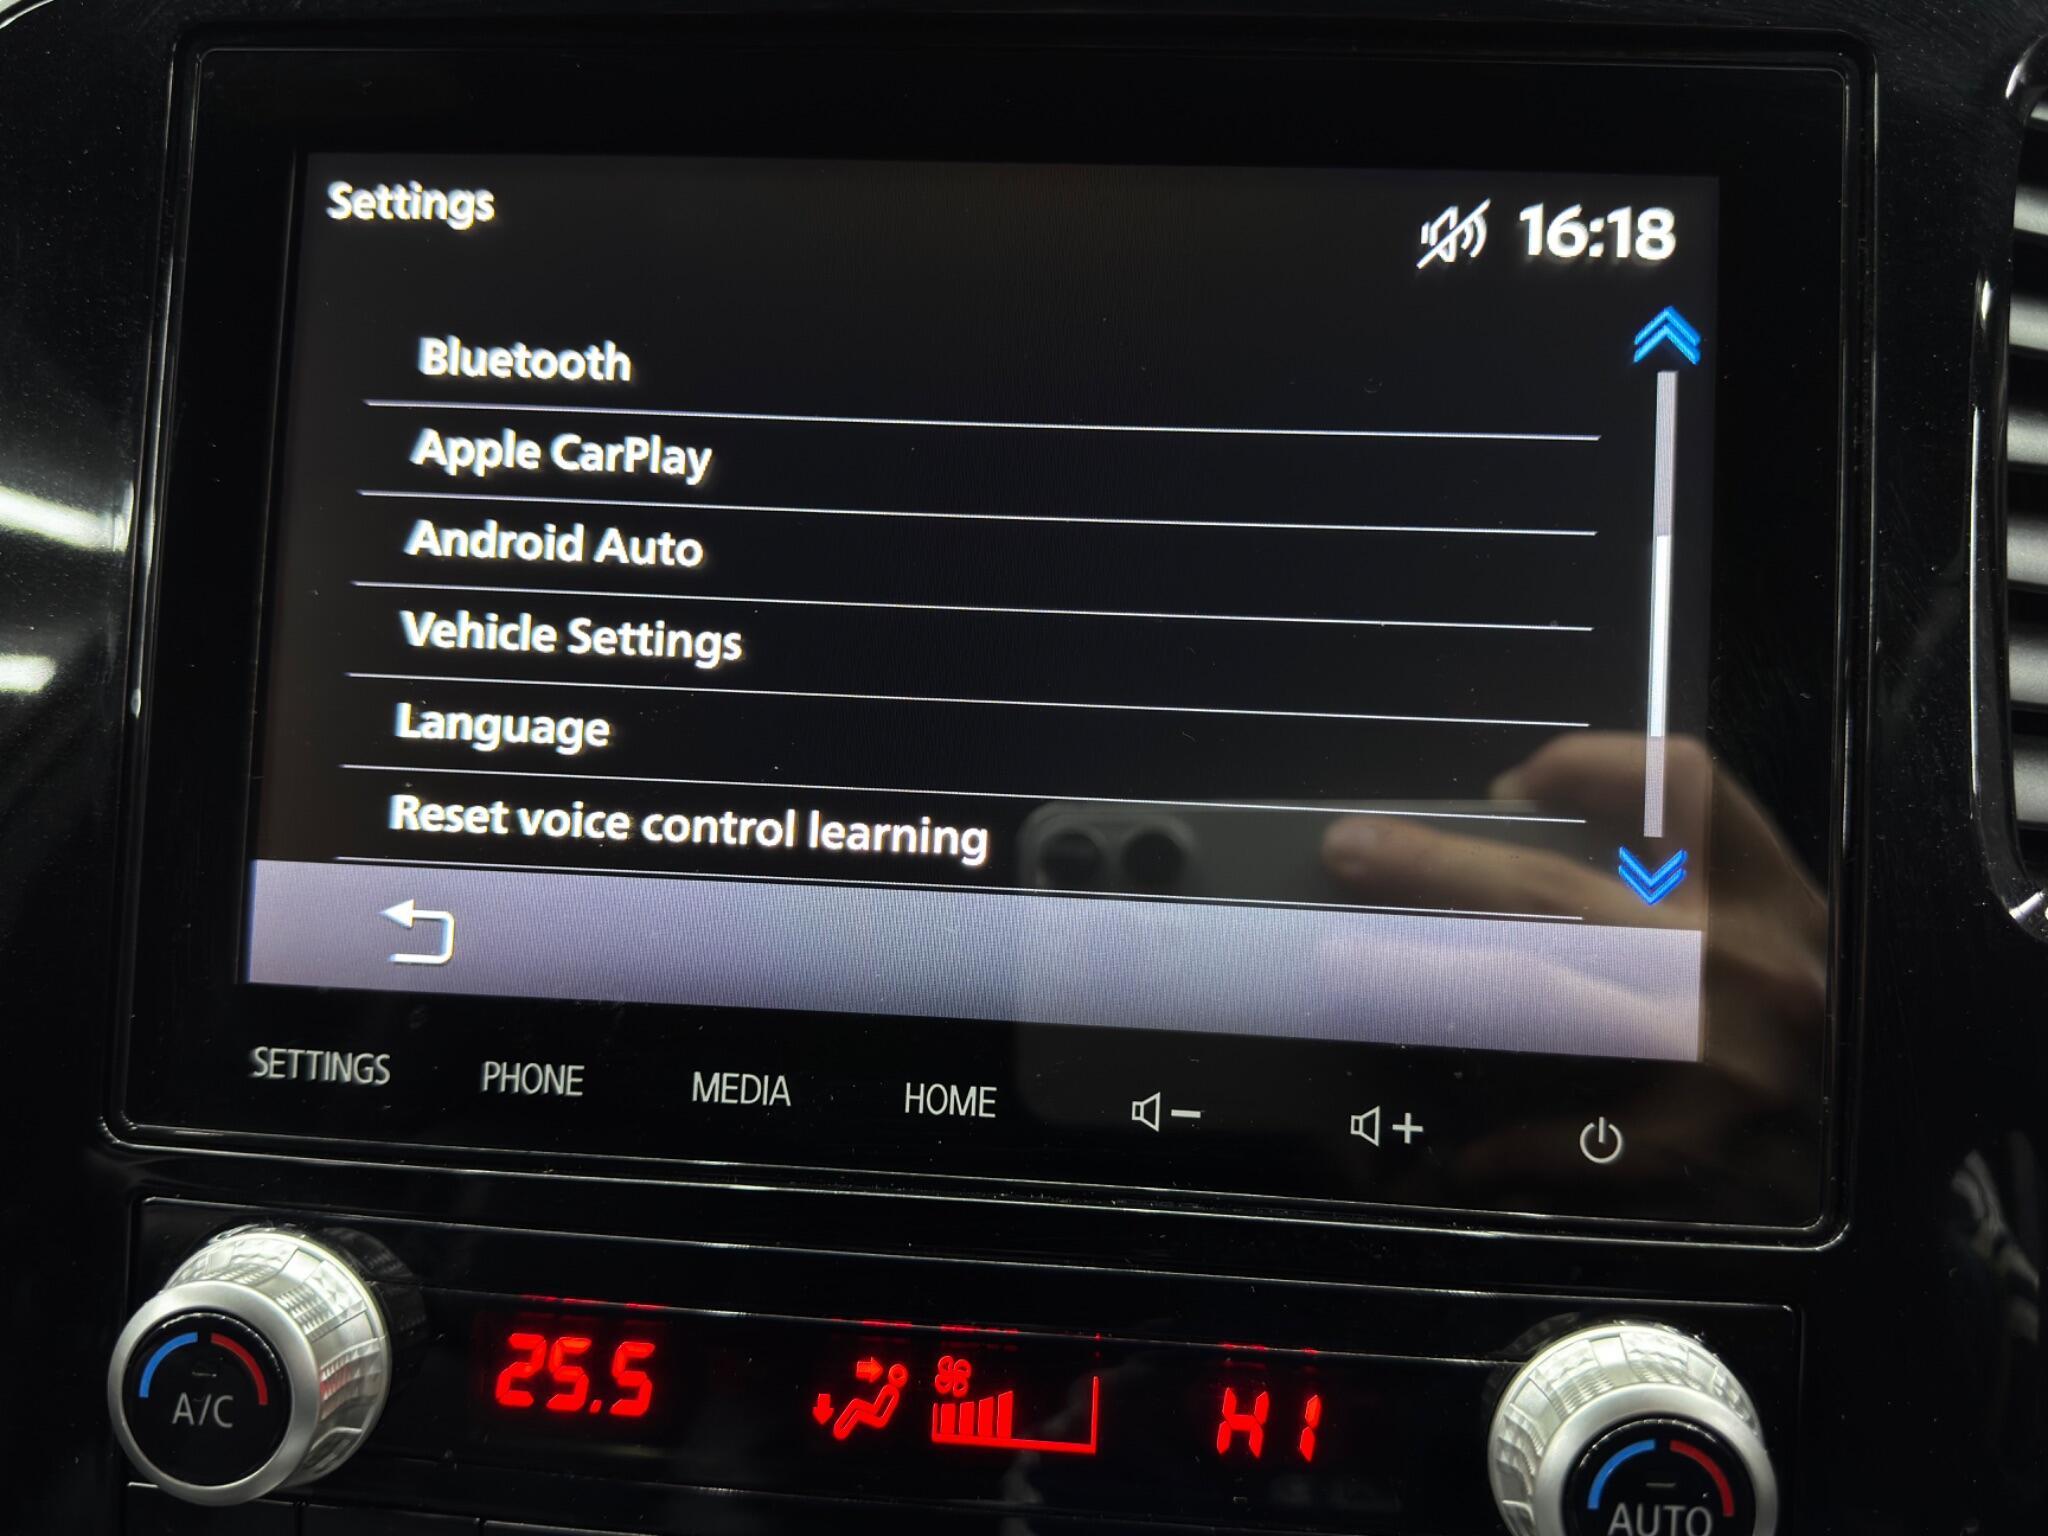 Settings
16:18
Bluetooth
Apple CarPlay
Android Auto
Vehicle Settings
Language
Reset voice control learning
SETTINGS PHONE MEDIA HOME
25.5 HI
A/C
AUTO